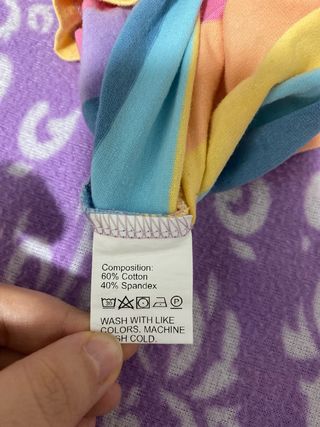 Composition:
60% Cotton
40% Spandex
WASH WITH LIKE
COLORS. MACHINE
COLD.